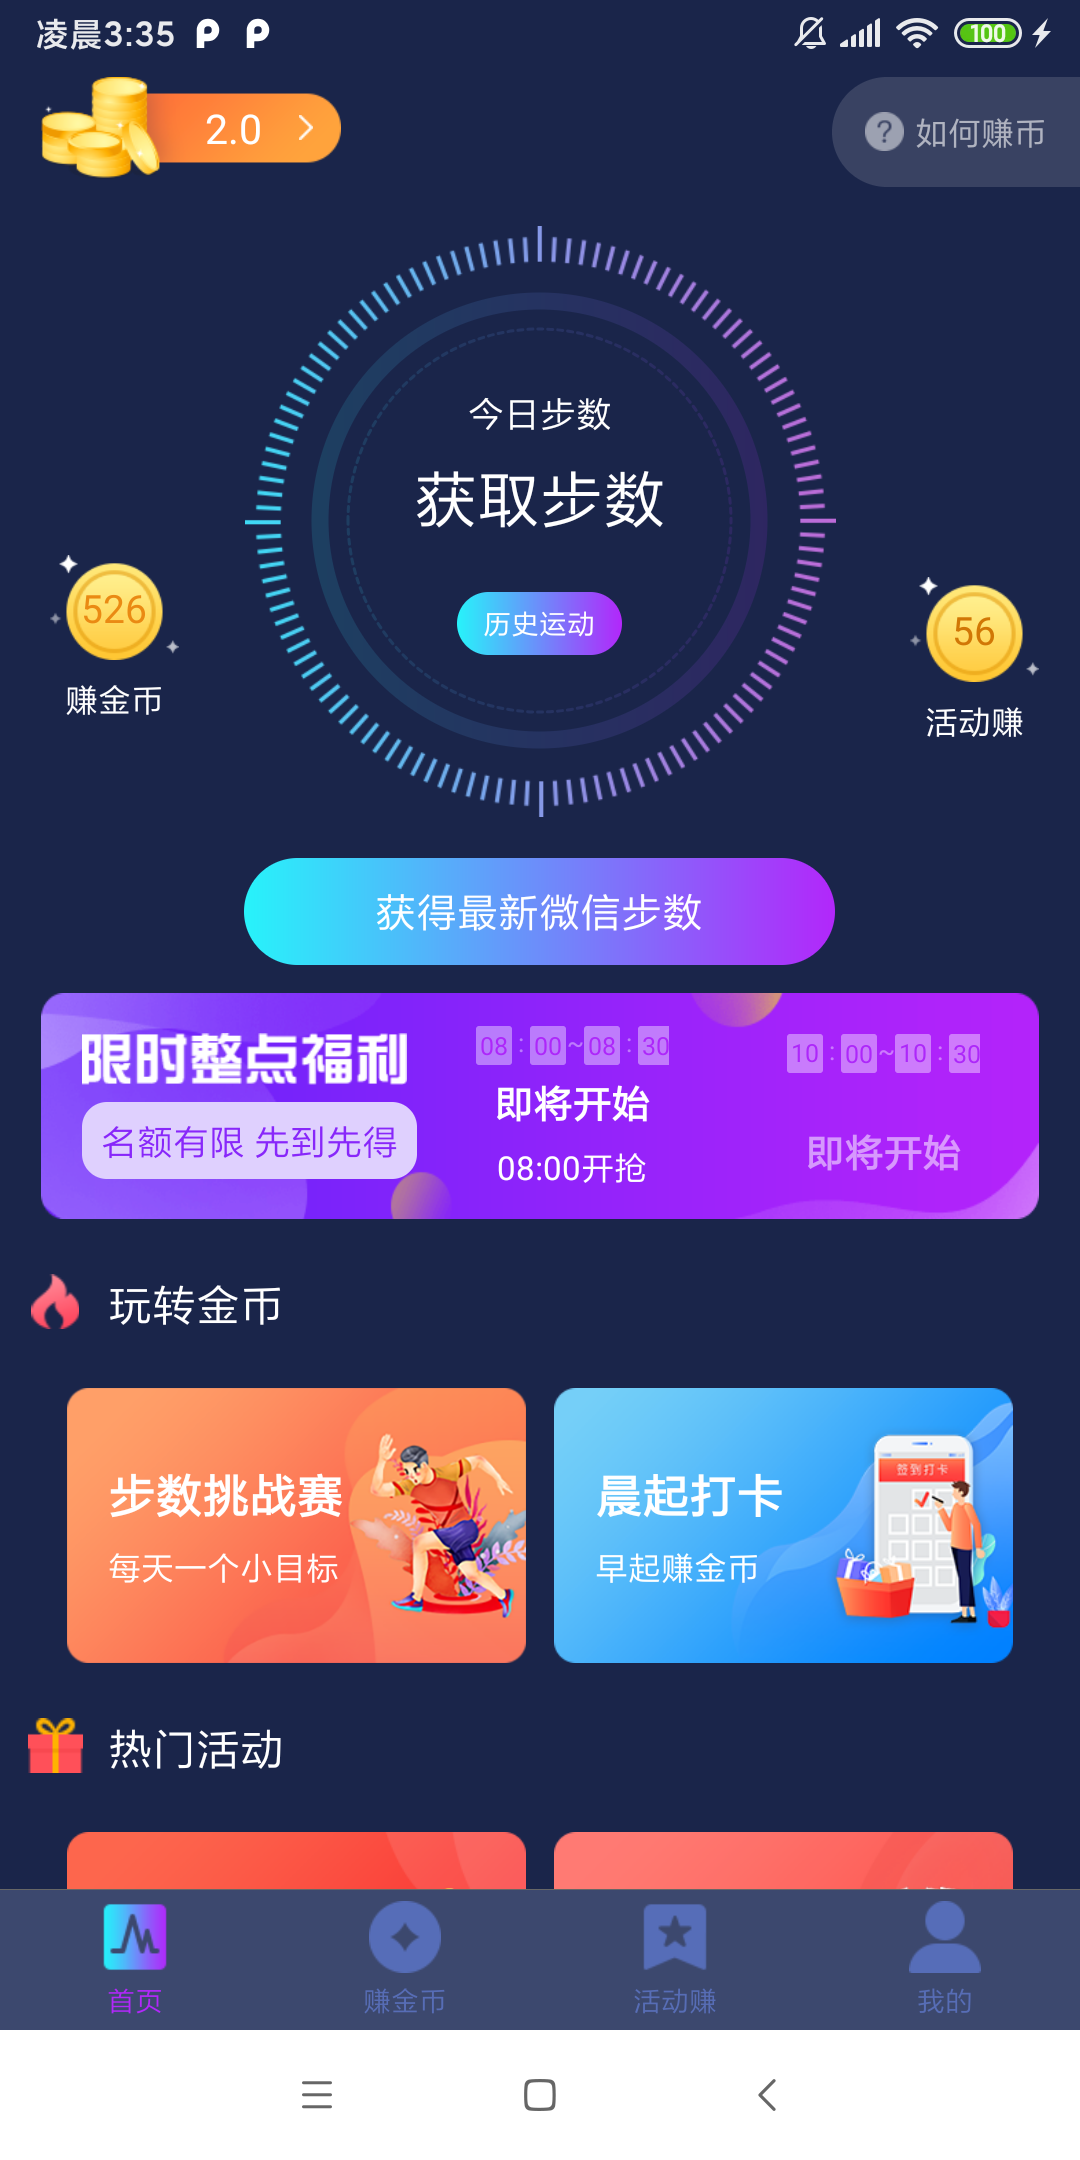 凌晨3:35
100
2.0
如何赚币
今日步数
获取步数
历史运动
526
赚金币
56
活动赚
获得最新微信步数
限时整点福利
名额有限 先到先得
08:00~08:30
即将开始
08:00开抢
10:00~10:30
即将开始
玩转金币
步数挑战赛
每天一个小目标
晨起打卡
早起赚金币
签到打卡
热门活动
首页
赚金币
活动赚
我的